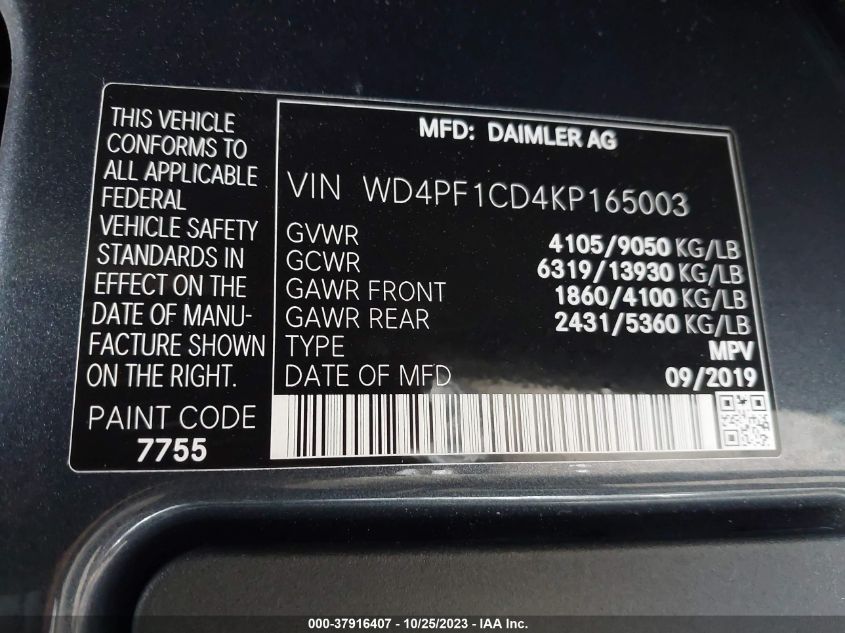 THIS VEHICLE
CONFORMS TO
ALL APPLICABLE
FEDERAL
VEHICLE SAFETY
STANDARDS IN
EFFECT ON THE
DATE OF MANU-
FACTURE SHOWN
ON THE RIGHT.
PAINT CODE
7755
MFD: DAIMLER AG
VIN WD4PF1CD4KP165003
GVWR 4105/9050 KG/LB
GCWR 6319/13930 KG/LB
GAWR FRONT 1860/4100 KG/LB
GAWR REAR 2431/5360 KG/LB
TYPE MPV
DATE OF MFD 09/2019
000-37916407 - 10/25/2023 - IAA Inc.